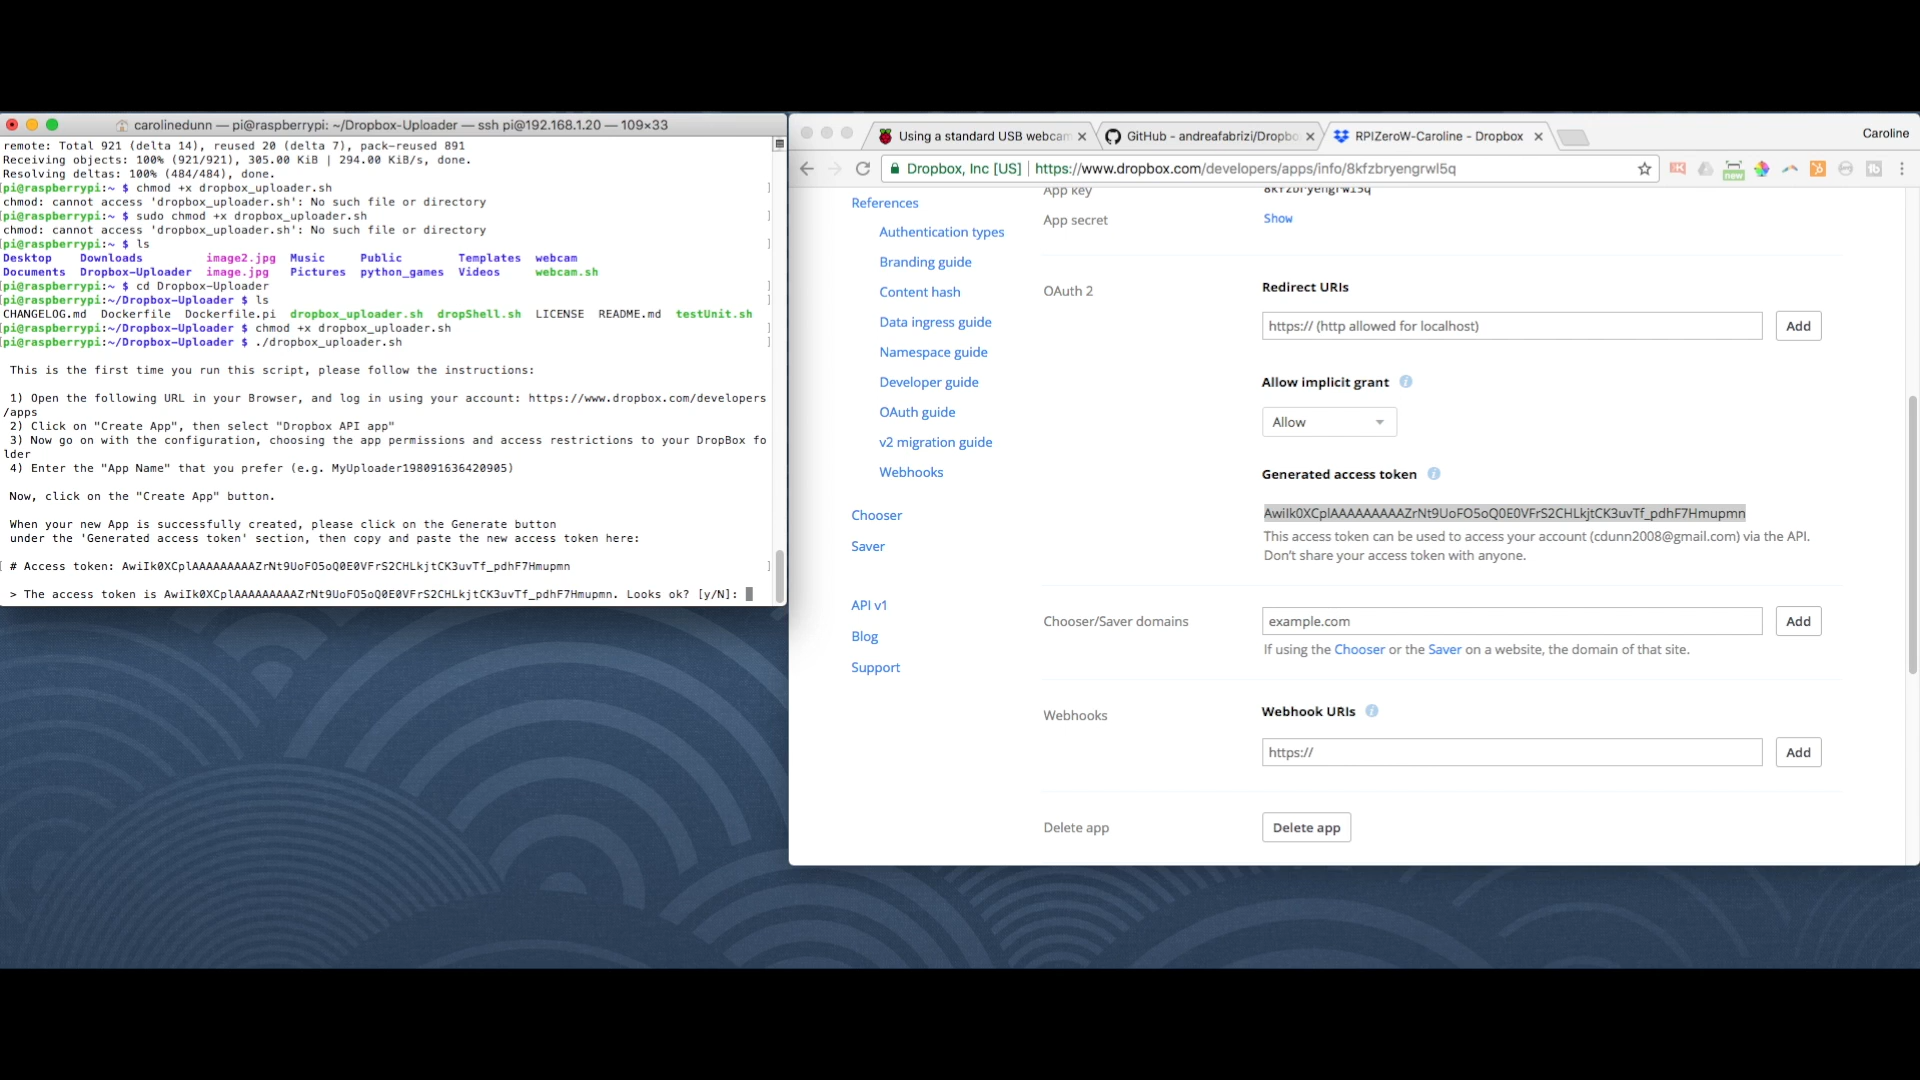 carolinedunn — pi@raspberrypi: ~/Dropbox-Uploader — ssh pi@192.168.1.20 — 109×33
remote: Total 921 (delta 14), reused 20 (delta 7), pack-reused 891
Receiving objects: 100% (921/921), 305.00 KiB | 294.00 KiB/s, done.
Resolving deltas: 100% (484/484), done.
[pi@raspberrypi:~ $ chmod +x dropbox_uploader.sh ]
chmod: cannot access 'dropbox_uploader.sh': No such file or directory
[pi@raspberrypi:~ $ sudo chmod +x dropbox_uploader.sh ]
chmod: cannot access 'dropbox_uploader.sh': No such file or directory
[pi@raspberrypi:~ $ ls ]
Desktop Downloads image2.jpg Music Public Templates webcam
Documents Dropbox-Uploader image.jpg Pictures python_games Videos webcam.sh
[pi@raspberrypi:~ $ cd Dropbox-Uploader ]
[pi@raspberrypi:~/Dropbox-Uploader $ ls ]
CHANGELOG.md Dockerfile Dockerfile.pi dropbox_uploader.sh dropShell.sh LICENSE README.md testUnit.sh
[pi@raspberrypi:~/Dropbox-Uploader $ chmod +x dropbox_uploader.sh ]
[pi@raspberrypi:~/Dropbox-Uploader $ ./dropbox_uploader.sh ]
This is the first time you run this script, please follow the instructions:
1) Open the following URL in your Browser, and log in using your account: https://www.dropbox.com/developers
/apps
2) Click on "Create App", then select "Dropbox API app"
3) Now go on with the configuration, choosing the app permissions and access restrictions to your DropBox fo
lder
4) Enter the "App Name" that you prefer (e.g. MyUploader198091636420905)
Now, click on the "Create App" button.
When your new App is successfully created, please click on the Generate button
under the 'Generated access token' section, then copy and paste the new access token here:
[ # Access token: AwiIk0XCplAAAAAAAAAZrNt9UoFO5oQ0E0VFrS2CHLkjtCK3uvTf_pdhF7Hmupmn ]
> The access token is AwiIk0XCplAAAAAAAAAZrNt9UoFO5oQ0E0VFrS2CHLkjtCK3uvTf_pdhF7Hmupmn. Looks ok? [y/N]:
Using a standard USB webcam
GitHub - andreafabrizi/Dropbo
RPIZeroW-Caroline - Dropbox
Caroline
Dropbox, Inc [US] | https://www.dropbox.com/developers/apps/info/8kfzbryengrwl5q
References
Authentication types
Branding guide
Content hash
Data ingress guide
Namespace guide
Developer guide
OAuth guide
v2 migration guide
Webhooks
Chooser
Saver
API v1
Blog
Support
App key 8kfzbryengrwl5q
App secret Show
OAuth 2
Redirect URIs
https:// (http allowed for localhost) Add
Allow implicit grant
Allow
Generated access token
AwiIk0XCplAAAAAAAAAZrNt9UoFO5oQ0E0VFrS2CHLkjtCK3uvTf_pdhF7Hmupmn
This access token can be used to access your account (cdunn2008@gmail.com) via the API.
Don't share your access token with anyone.
Chooser/Saver domains
example.com Add
If using the Chooser or the Saver on a website, the domain of that site.
Webhooks
Webhook URIs
https:// Add
Delete app Delete app
new